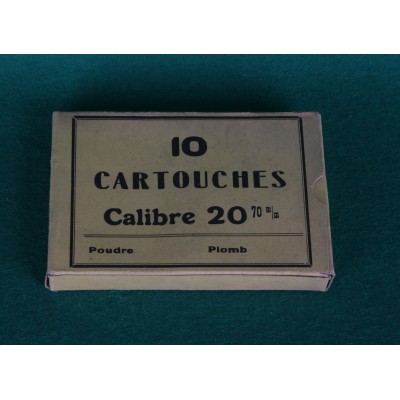 10
CARTOUCHES
Calibre 20 70 m/m
Poudre Plomb